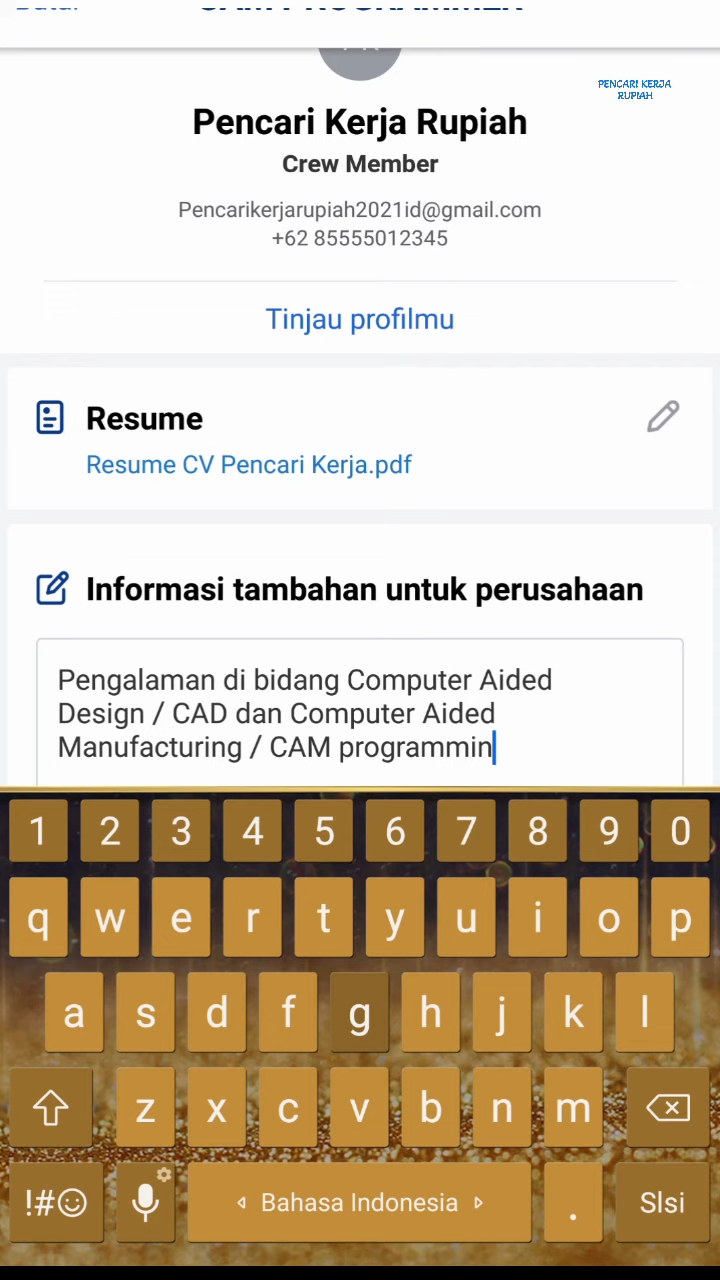 PENCARI KERJA
RUPIAH
Pencari Kerja Rupiah
Crew Member
Pencarikerjarupiah2021id@gmail.com
+62 85555012345
Tinjau profilmu
Resume
Resume CV Pencari Kerja.pdf
Informasi tambahan untuk perusahaan
Pengalaman di bidang Computer Aided
Design / CAD dan Computer Aided
Manufacturing / CAM programmin
1 2 3 4 5 6 7 8 9 0
q w e r t y u i o p
a s d f g h j k l
z x c v b n m
!#☺ Bahasa Indonesia . Slsi